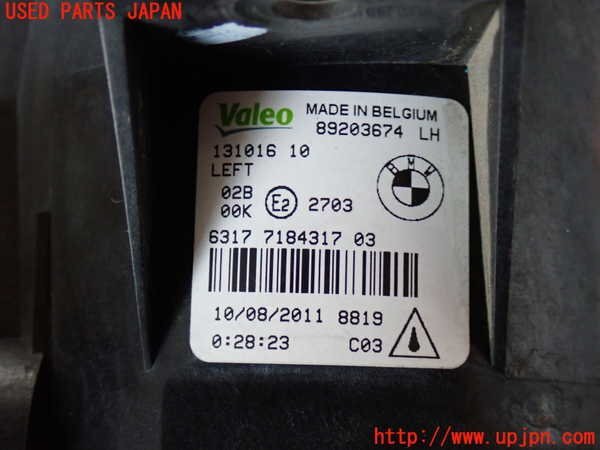 USED PARTS JAPAN
Valeo MADE IN BELGIUM
89203674 LH
131016 10
LEFT
02B
00K E2 2703
BMW
6317 7184317 03
10/08/2011 8819
0:28:23 C03
http://www.upjpn.com/